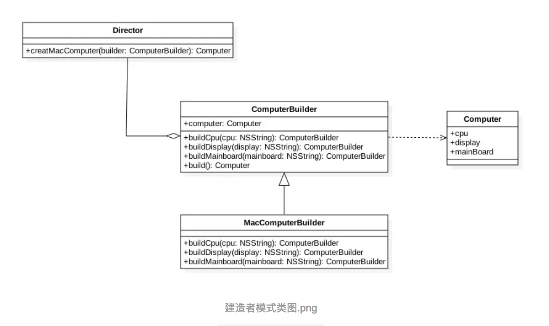 Director
+creatMacComputer(builder: ComputerBuilder): Computer
ComputerBuilder
+computer: Computer
+buildCpu(cpu: NSString): ComputerBuilder
+buildDisplay(display: NSString): ComputerBuilder
+buildMainboard(mainboard: NSString): ComputerBuilder
+build(): Computer
Computer
+cpu
+display
+mainBoard
MacComputerBuilder
+buildCpu(cpu: NSString): ComputerBuilder
+buildDisplay(display: NSString): ComputerBuilder
+buildMainboard(mainboard: NSString): ComputerBuilder
建造者模式类图.png